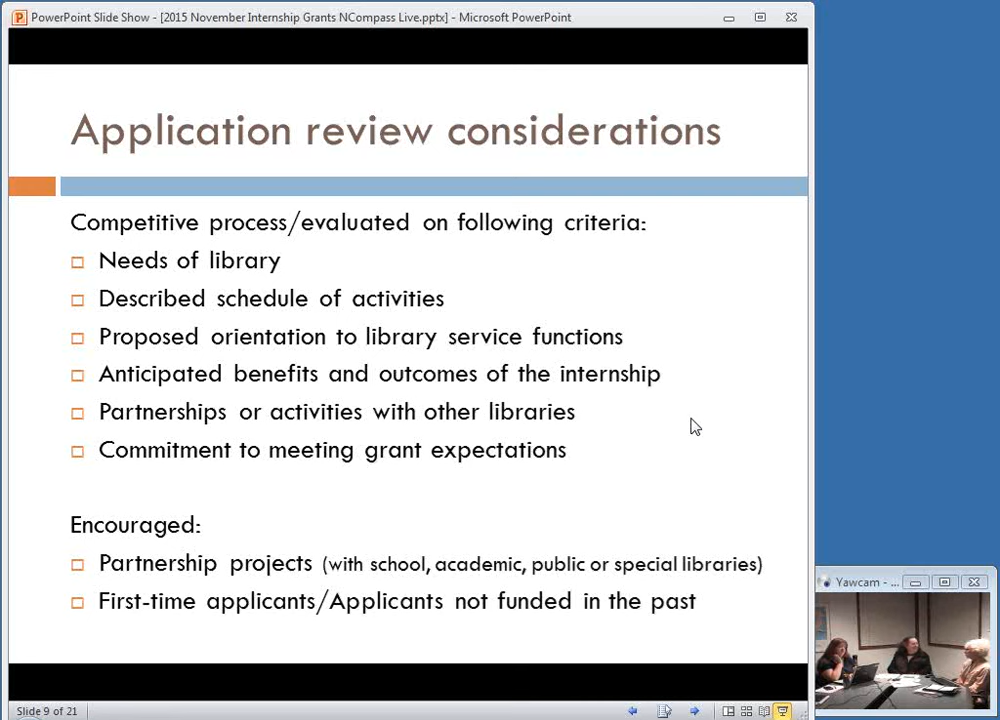 PowerPoint Slide Show - [2015 November Internship Grants NCompass Live.pptx] - Microsoft PowerPoint
Application review considerations
Competitive process/evaluated on following criteria:
Needs of library
Described schedule of activities
Proposed orientation to library service functions
Anticipated benefits and outcomes of the internship
Partnerships or activities with other libraries
Commitment to meeting grant expectations
Encouraged:
Partnership projects (with school, academic, public or special libraries)
First-time applicants/Applicants not funded in the past
Yawcam - ...
Slide 9 of 21